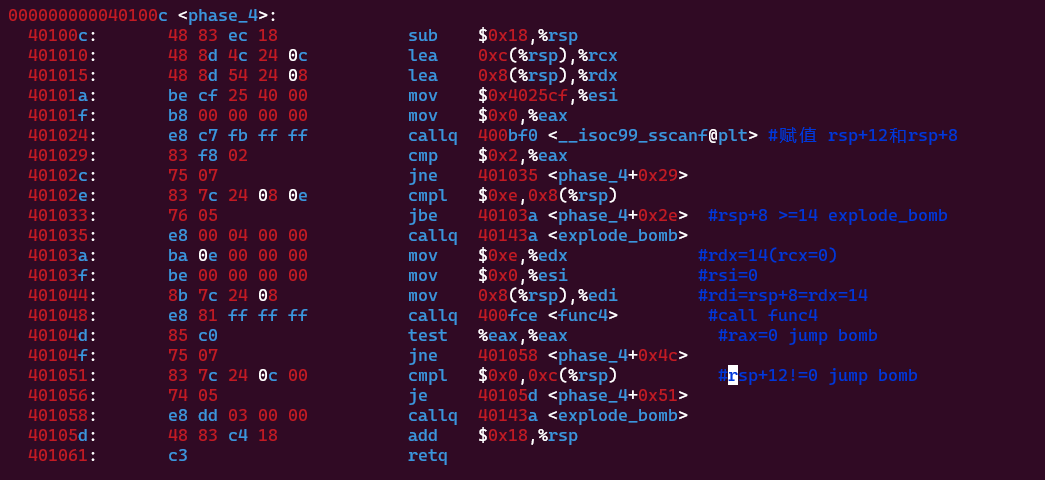 000000000040100c <phase_4>:
40100c: 48 83 ec 18 sub $0x18,%rsp
401010: 48 8d 4c 24 0c lea 0xc(%rsp),%rcx
401015: 48 8d 54 24 08 lea 0x8(%rsp),%rdx
40101a: be cf 25 40 00 mov $0x4025cf,%esi
40101f: b8 00 00 00 00 mov $0x0,%eax
401024: e8 c7 fb ff ff callq 400bf0 <__isoc99_sscanf@plt> #赋值 rsp+12和rsp+8
401029: 83 f8 02 cmp $0x2,%eax
40102c: 75 07 jne 401035 <phase_4+0x29>
40102e: 83 7c 24 08 0e cmpl $0xe,0x8(%rsp)
401033: 76 05 jbe 40103a <phase_4+0x2e> #rsp+8 >=14 explode_bomb
401035: e8 00 04 00 00 callq 40143a <explode_bomb>
40103a: ba 0e 00 00 00 mov $0xe,%edx #rdx=14(rcx=0)
40103f: be 00 00 00 00 mov $0x0,%esi #rsi=0
401044: 8b 7c 24 08 mov 0x8(%rsp),%edi #rdi=rsp+8=rdx=14
401048: e8 81 ff ff ff callq 400fce <func4> #call func4
40104d: 85 c0 test %eax,%eax #rax=0 jump bomb
40104f: 75 07 jne 401058 <phase_4+0x4c>
401051: 83 7c 24 0c 00 cmpl $0x0,0xc(%rsp) #rsp+12!=0 jump bomb
401056: 74 05 je 40105d <phase_4+0x51>
401058: e8 dd 03 00 00 callq 40143a <explode_bomb>
40105d: 48 83 c4 18 add $0x18,%rsp
401061: c3 retq